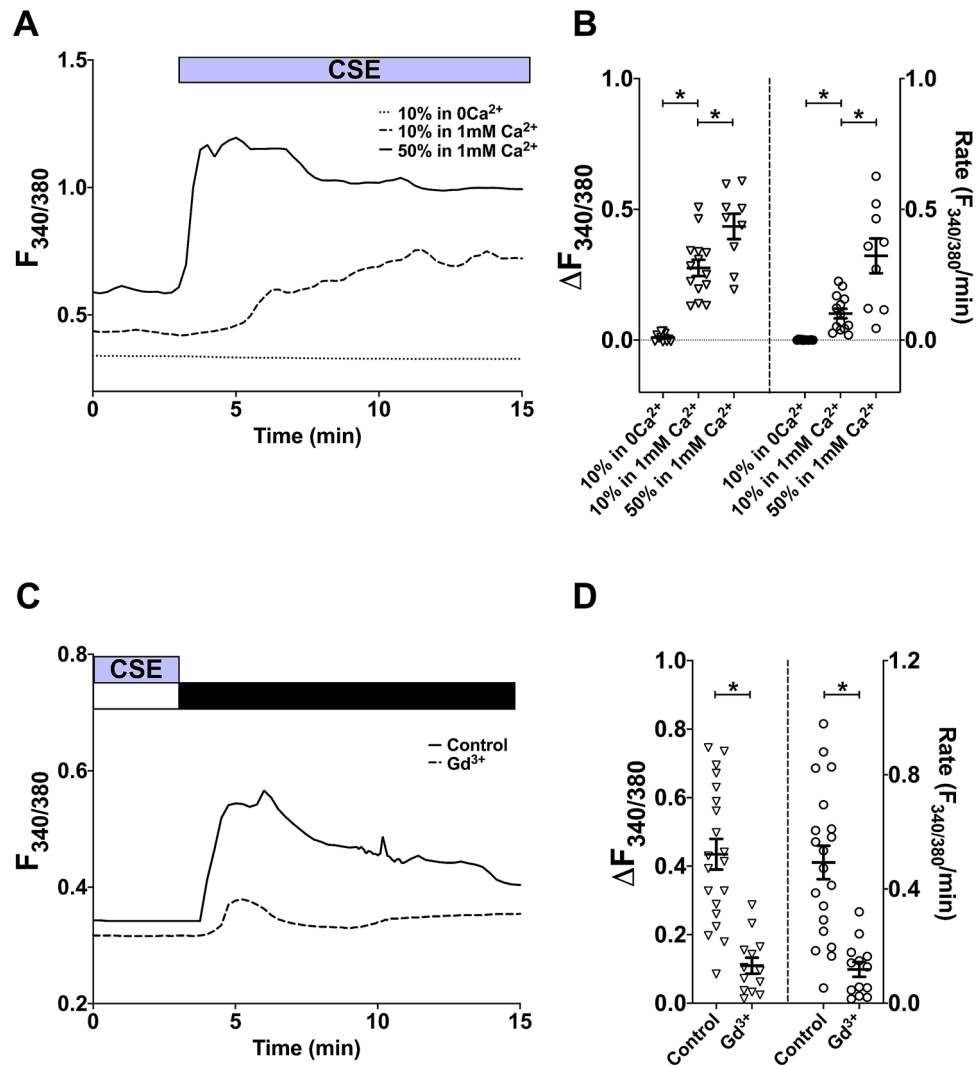 A
1.5
1.0
0.5
F340/380
CSE
10% in 0Ca²⁺
10% in 1mM Ca²⁺
50% in 1mM Ca²⁺
0 5 10 15
Time (min)
B
1.0
0.5
0.0
ΔF340/380
* * * *
1.0
0.5
0.0
Rate (F340/380/min)
10% in 0Ca²⁺
10% in 1mM Ca²⁺
50% in 1mM Ca²⁺
10% in 0Ca²⁺
10% in 1mM Ca²⁺
50% in 1mM Ca²⁺
C
0.8
0.6
0.4
0.2
F340/380
CSE
Control
Gd³⁺
0 5 10 15
Time (min)
D
1.0
0.8
0.6
0.4
0.2
0.0
ΔF340/380
* *
1.2
0.8
0.4
0.0
Rate (F340/380/min)
Control
Gd³⁺
Control
Gd³⁺